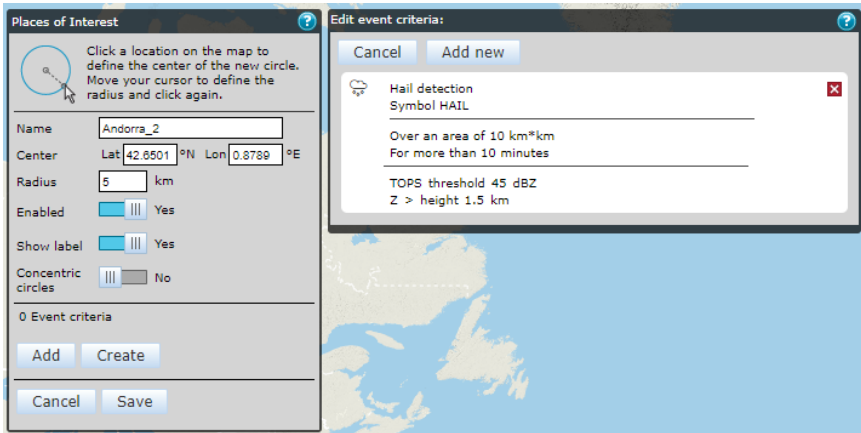 Places of Interest
?
Click a location on the map to
define the center of the new circle.
Move your cursor to define the
radius and click again.
Name Andorra_2
Center Lat 42.6501 °N Lon 0.8789 °E
Radius 5 km
Enabled Yes
Show label Yes
Concentric
circles No
0 Event criteria
Add Create
Cancel Save
Edit event criteria:
?
Cancel Add new
Hail detection
Symbol HAIL
Over an area of 10 km*km
For more than 10 minutes
TOPS threshold 45 dBZ
Z > height 1.5 km